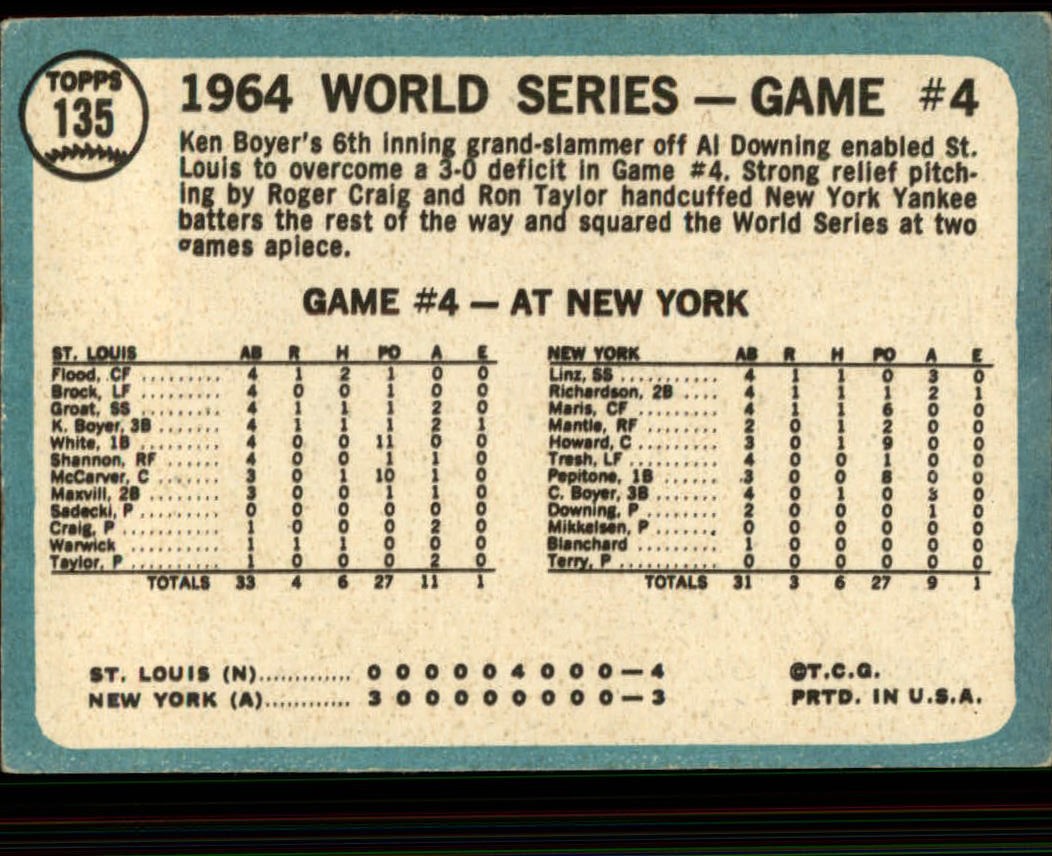 TOPPS
135
1964 WORLD SERIES — GAME #4
Ken Boyer's 6th inning grand-slammer off Al Downing enabled St.
Louis to overcome a 3-0 deficit in Game #4. Strong relief pitch-
ing by Roger Craig and Ron Taylor handcuffed New York Yankee
batters the rest of the way and squared the World Series at two
games apiece.
GAME #4 — AT NEW YORK
ST. LOUIS AB R H PO A E
Flood, CF ......... 4 1 2 1 0 0
Brock, LF ......... 4 0 0 1 0 0
Groat, SS ......... 4 1 1 1 2 0
K. Boyer, 3B ....... 4 1 1 1 2 1
White, 1B ......... 4 0 0 11 0 0
Shannon, RF ....... 4 0 0 1 1 0
McCarver, C ....... 3 0 1 10 1 0
Maxvill, 2B ........ 3 0 0 1 1 0
Sadecki, P ......... 0 0 0 0 0 0
Craig, P ........... 1 0 0 0 2 0
Warwick .......... 1 1 1 0 0 0
Taylor, P .......... 1 0 0 0 2 0
TOTALS 33 4 6 27 11 1
NEW YORK AB R H PO A E
Linz, SS ........... 4 1 1 0 3 0
Richardson, 2B .... 4 1 1 1 2 1
Maris, CF .......... 4 1 1 6 0 0
Mantle, RF ........ 2 0 1 2 0 0
Howard, C ......... 3 0 1 9 0 0
Tresh, LF .......... 4 0 0 1 0 0
Pepitone, 1B ...... 3 0 0 8 0 0
C. Boyer, 3B ....... 4 0 1 0 3 0
Downing, P ........ 2 0 0 0 1 0
Mikkelsen, P ....... 0 0 0 0 0 0
Blanchard ......... 1 0 0 0 0 0
Terry, P ........... 0 0 0 0 0 0
TOTALS 31 3 6 27 9 1
ST. LOUIS (N)............. 0 0 0 0 0 4 0 0 0 — 4
NEW YORK (A)............ 3 0 0 0 0 0 0 0 0 — 3
©T.C.G.
PRTD. IN U.S.A.